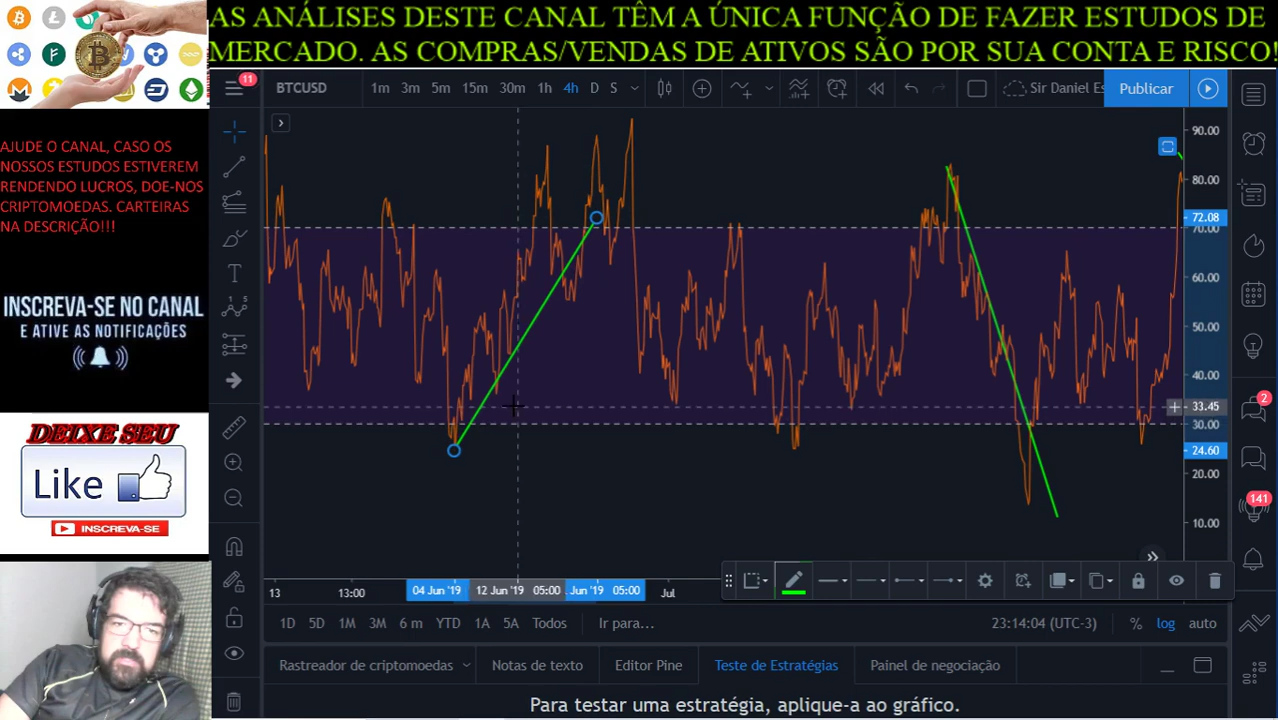 AS ANÁLISES DESTE CANAL TÊM A ÚNICA FUNÇÃO DE FAZER ESTUDOS DE
MERCADO. AS COMPRAS/VENDAS DE ATIVOS SÃO POR SUA CONTA E RISCO!
11
BTCUSD 1m 3m 5m 15m 30m 1h 4h D S Sir Daniel Es Publicar
AJUDE O CANAL, CASO OS
NOSSOS ESTUDOS ESTIVEREM
RENDENDO LUCROS, DOE-NOS
CRIPTOMOEDAS. CARTEIRAS
NA DESCRIÇÃO!!!
INSCREVA-SE NO CANAL
E ATIVE AS NOTIFICAÇÕES
DEIXE SEU
Like
INSCREVA-SE
90.00
80.00
72.08
70.00
60.00
50.00
40.00
33.45
30.00
24.60
20.00
10.00
2
141
13 13:00 04 Jun '19 12 Jun '19 05:00 Jun '19 05:00 Jul
1D 5D 1M 3M 6 m YTD 1A 5A Todos Ir para... 23:14:04 (UTC-3) % log auto
Rastreador de criptomoedas Notas de texto Editor Pine Teste de Estratégias Painel de negociação
Para testar uma estratégia, aplique-a ao gráfico.